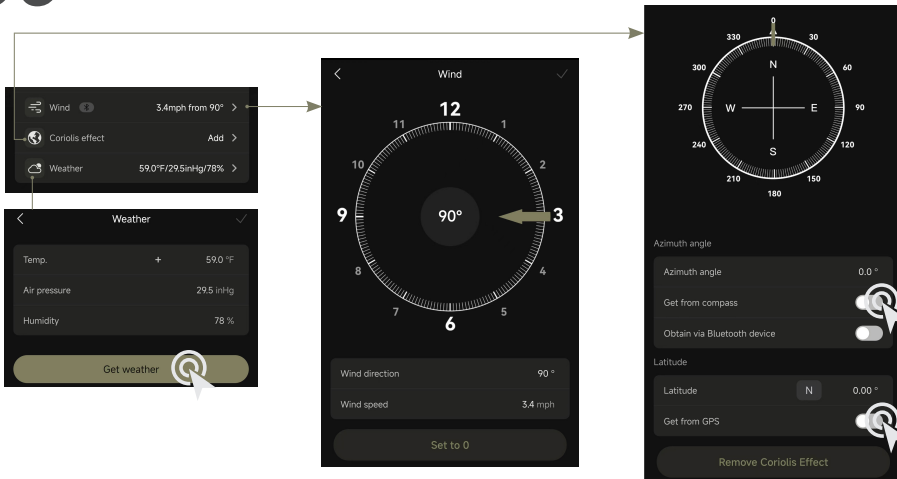 Wind 3.4mph from 90° >
Coriolis effect Add >
Weather 59.0°F/29.5inHg/78% >
< Weather
Temp. + 59.0 °F
Air pressure 29.5 inHg
Humidity 78 %
Get weather
< Wind
12
11 1
10 2
9 90° 3
8 4
7 5
6
Wind direction 90 °
Wind speed 3.4 mph
Set to 0
0
330 30
300 N 60
270 W E 90
240 S 120
210 150
180
Azimuth angle
Azimuth angle 0.0 °
Get from compass
Obtain via Bluetooth device
Latitude
Latitude N 0.00 °
Get from GPS
Remove Coriolis Effect